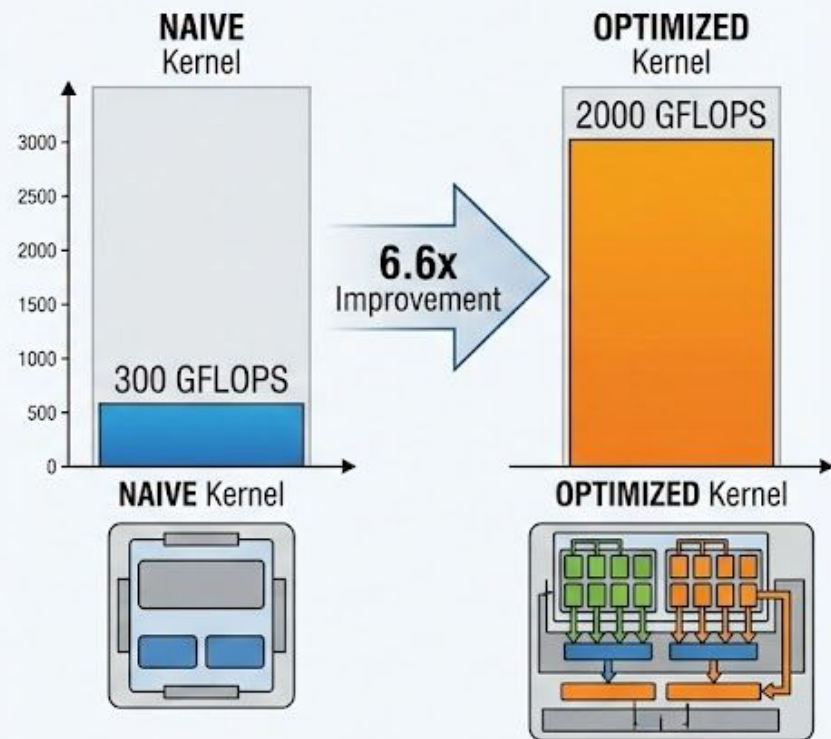 NAIVE
Kernel
OPTIMIZED
Kernel
3000
2500
2000
1500
1000
500
0
300 GFLOPS
6.6x
Improvement
2000 GFLOPS
NAIVE Kernel
OPTIMIZED Kernel